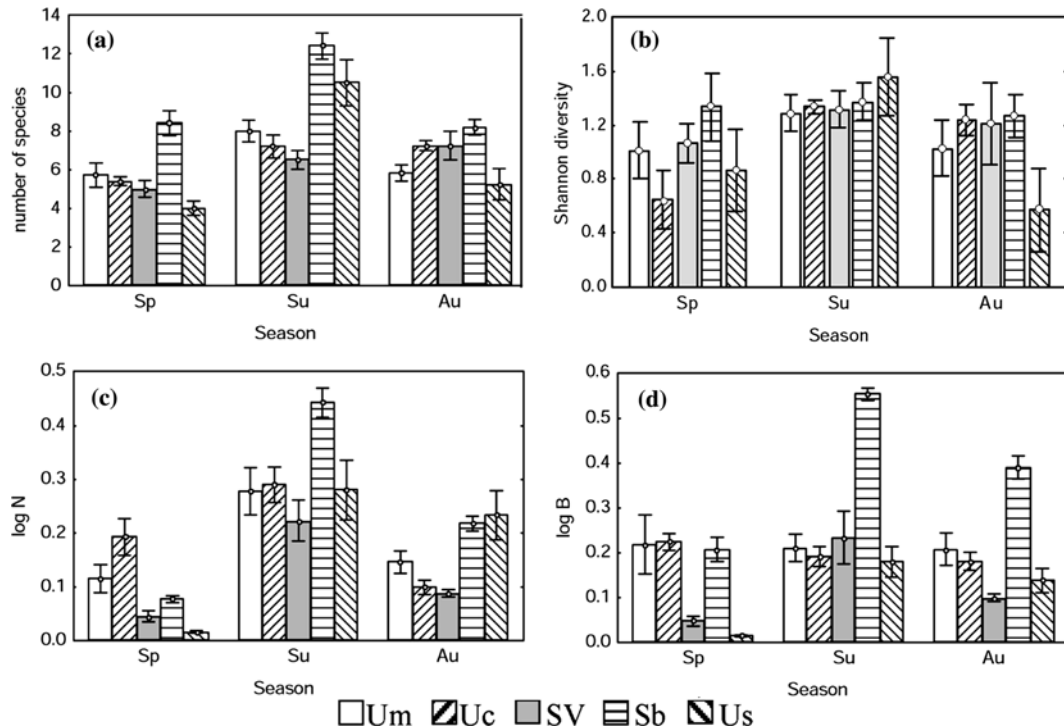 (a)
number of species
14
12
10
8
6
4
2
0
Sp Su Au
Season
(b)
Shannon diversity
2.0
1.6
1.2
0.8
0.4
0.0
Sp Su Au
Season
(c)
log N
0.5
0.4
0.3
0.2
0.1
0.0
Sp Su Au
Season
(d)
log B
0.6
0.5
0.4
0.3
0.2
0.1
0.0
Sp Su Au
Season
Um Uc SV Sb Us